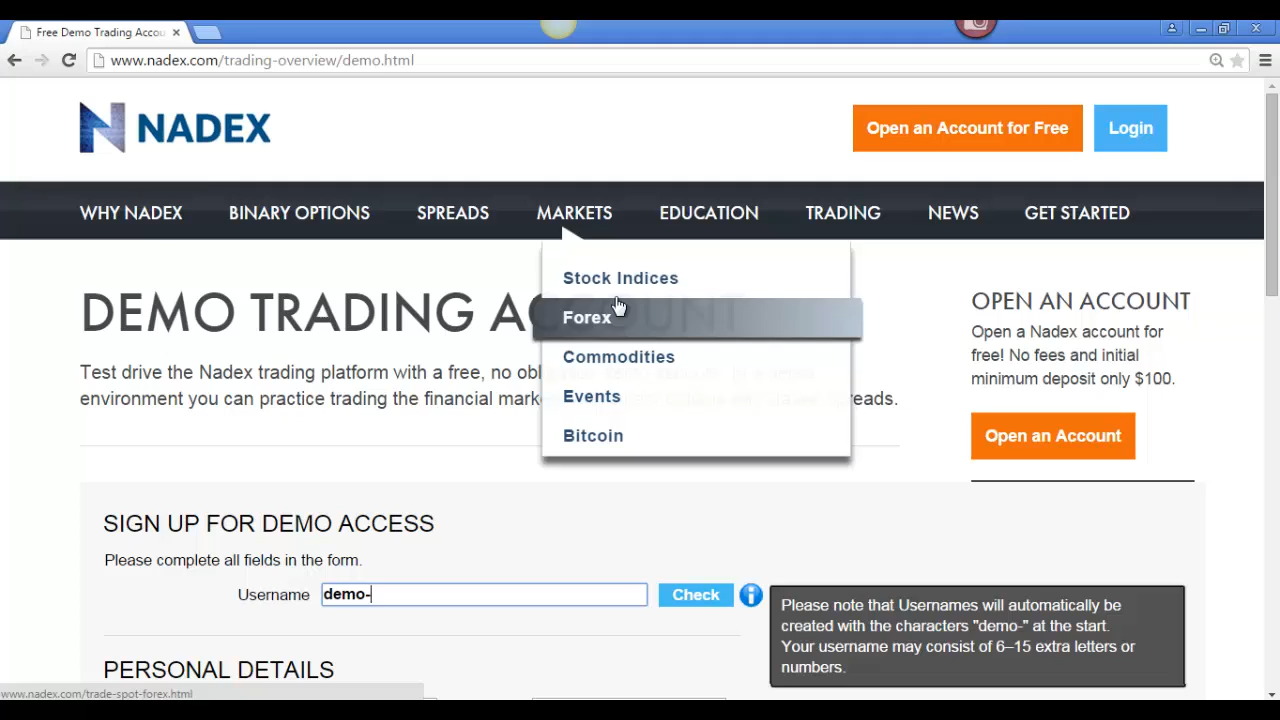 Free Demo Trading Accou
www.nadex.com/trading-overview/demo.html
NADEX
Open an Account for Free
Login
WHY NADEX
BINARY OPTIONS
SPREADS
MARKETS
EDUCATION
TRADING
NEWS
GET STARTED
Stock Indices
Forex
Commodities
Events
Bitcoin
DEMO TRADING ACCOUNT
Test drive the Nadex trading platform with a free, no
environment you can practice trading the financial spreads.
OPEN AN ACCOUNT
Open a Nadex account for
free! No fees and initial
minimum deposit only $100.
Open an Account
SIGN UP FOR DEMO ACCESS
Please complete all fields in the form.
Username
demo-
Check
i
Please note that Usernames will automatically be
created with the characters "demo-" at the start.
Your username may consist of 6–15 extra letters or
numbers.
PERSONAL DETAILS
www.nadex.com/trade-spot-forex.html